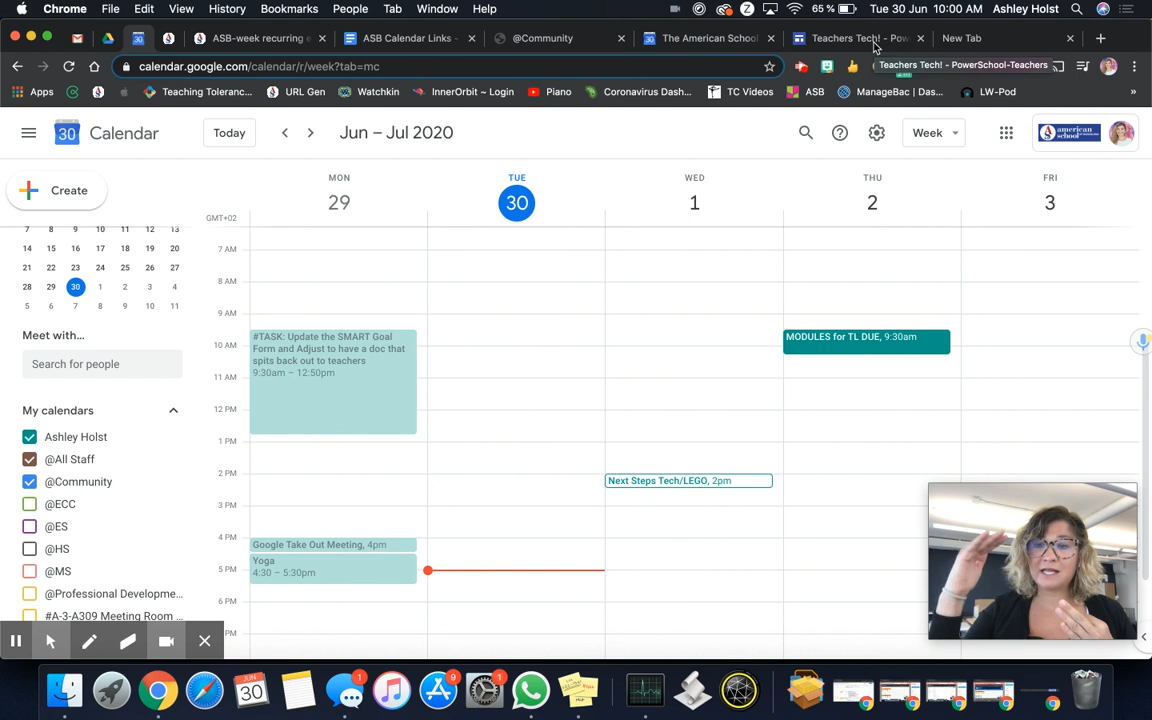 Chrome File Edit View History Bookmarks People Tab Window Help 65% Tue 30 Jun 10:00 AM Ashley Holst
ASB-week recurring e ASB Calendar Links - @Community The American School Teachers Tech! - Pow New Tab
calendar.google.com/calendar/r/week?tab=mc
Teachers Tech! - PowerSchool-Teachers
Apps Teaching Toleranc... URL Gen Watchkin InnerOrbit ~ Login Piano Coronavirus Dash... TC Videos ASB ManageBac | Das... LW-Pod »
30 Calendar Today Jun – Jul 2020 Week american school
Create
MON TUE WED THU FRI
29 30 1 2 3
GMT+02
7 8 9 10 11 12 13
14 15 16 17 18 19 20
21 22 23 24 25 26 27
28 29 30 1 2 3 4
5 6 7 8 9 10 11
Meet with...
Search for people
My calendars
Ashley Holst
@All Staff
@Community
@ECC
@ES
@HS
@MS
@Professional Developme...
#A-3-A309 Meeting Room ...
7 AM
8 AM
9 AM
10 AM
11 AM
12 PM
1 PM
2 PM
3 PM
4 PM
5 PM
6 PM
PM
#TASK: Update the SMART Goal
Form and Adjust to have a doc that
spits back out to teachers
9:30am – 12:50pm
Google Take Out Meeting, 4pm
Yoga
4:30 – 5:30pm
Next Steps Tech/LEGO, 2pm
MODULES for TL DUE, 9:30am
JUN
30
1
9
1